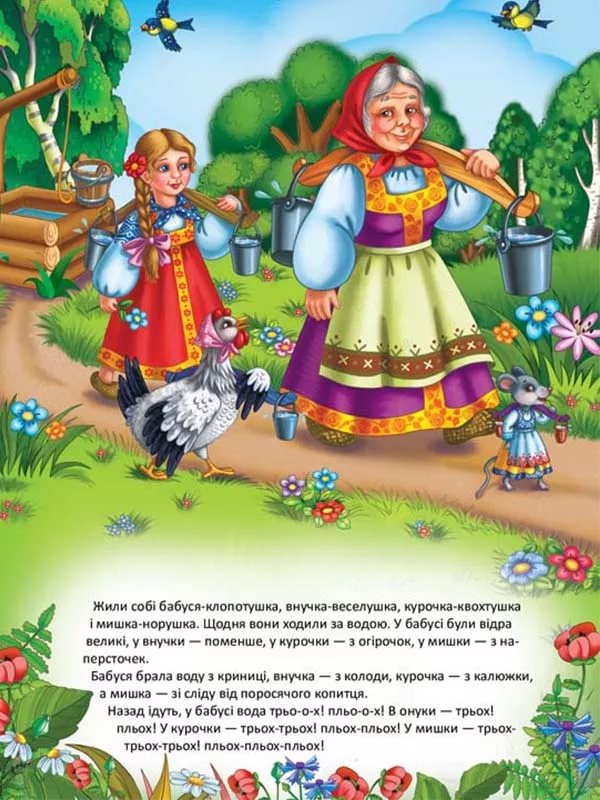 Жили собі бабуся-клопотушка, внучка-веселушка, курочка-квохтушка
і мишка-норушка. Щодня вони ходили за водою. У бабусі були відра
великі, у внучки — поменше, у курочки — з огірочок, у мишки — з на-
персточек.
Бабуся брала воду з криниці, внучка — з колоди, курочка — з калюжки,
а мишка — зі сліду від поросячого копитця.
Назад ідуть, у бабусі вода трьо-о-х! пльо-о-х! В онуки — трьох!
пльох! У курочки — трьох-трьох! пльох-пльох! У мишки — трьох-
трьох-трьох! пльох-пльох-пльох!